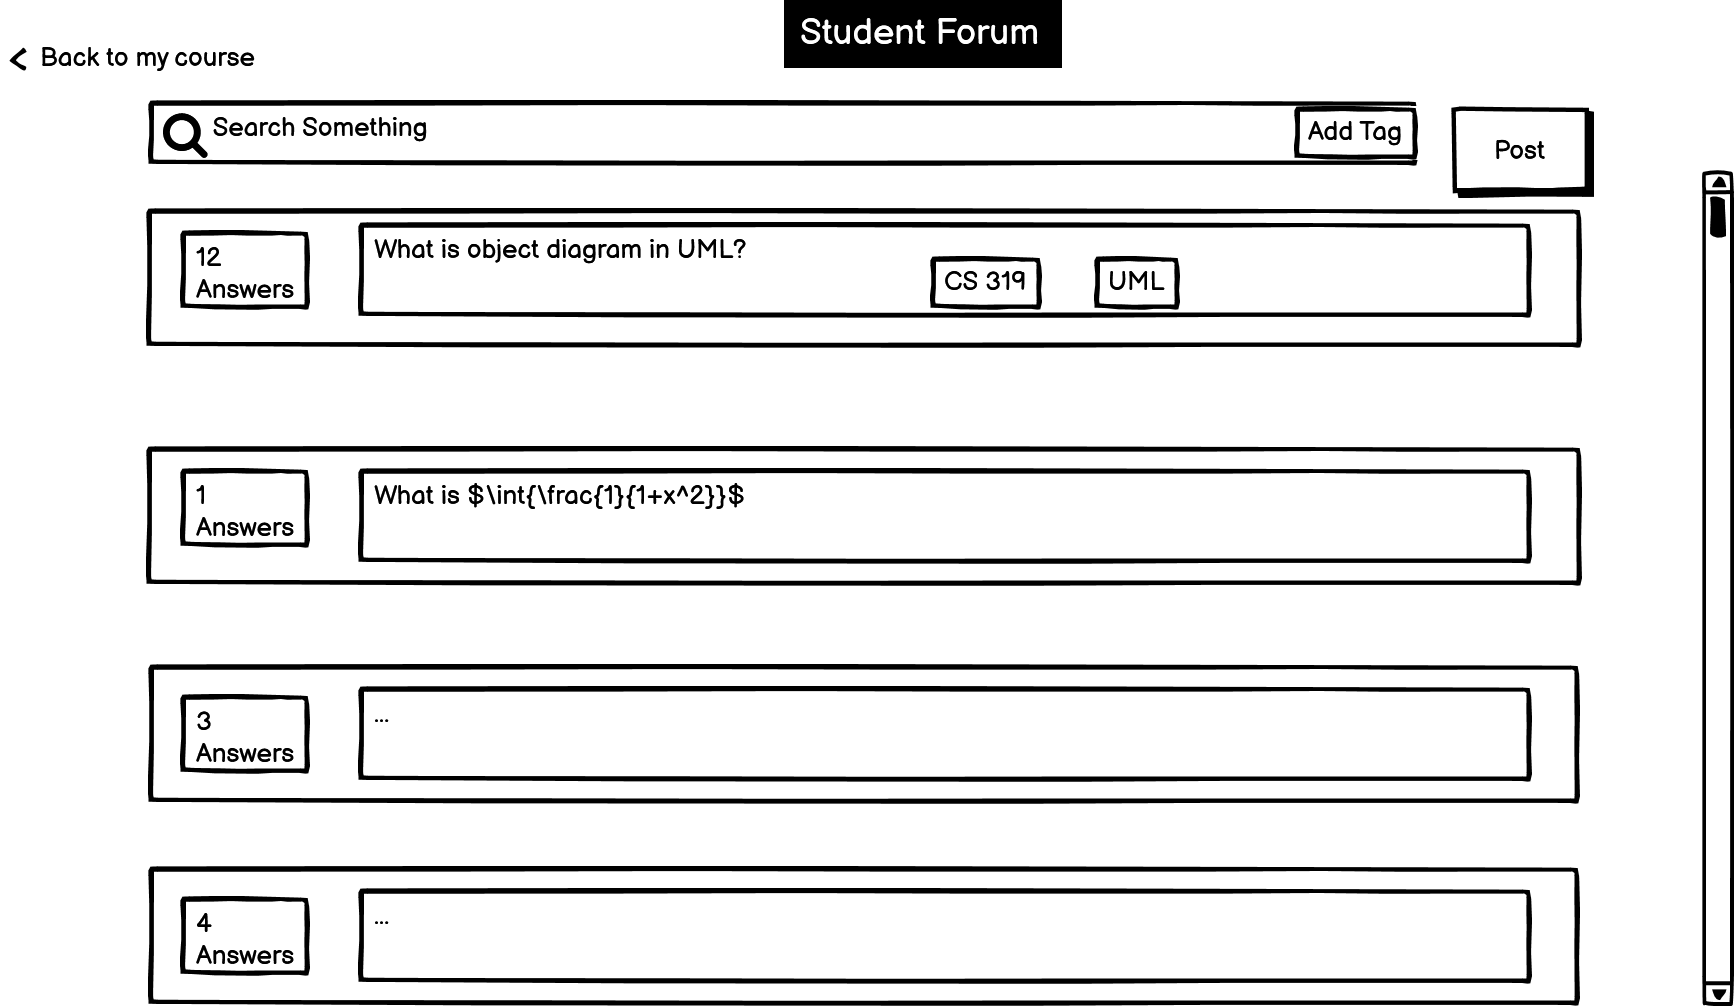 Student Forum
Back to my course
Search Something
Add Tag
Post
12
Answers
What is object diagram in UML?
CS 319
UML
1
Answers
What is $\int{\frac{1}{1+x^2}}$
3
Answers
...
4
Answers
...